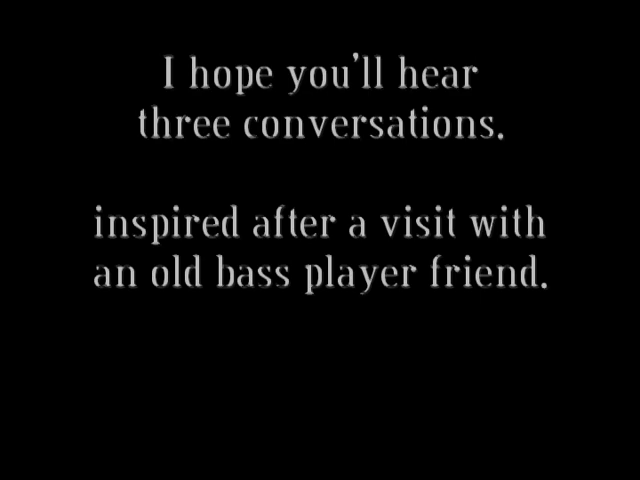 I hope you'll hear
three conversations.
inspired after a visit with
an old bass player friend.